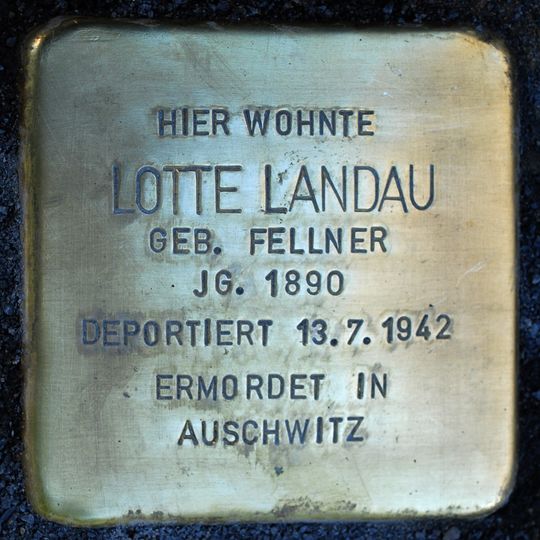 HIER WOHNTE
LOTTE LANDAU
GEB. FELLNER
JG. 1890
DEPORTIERT 13.7.1942
ERMORDET IN
AUSCHWITZ